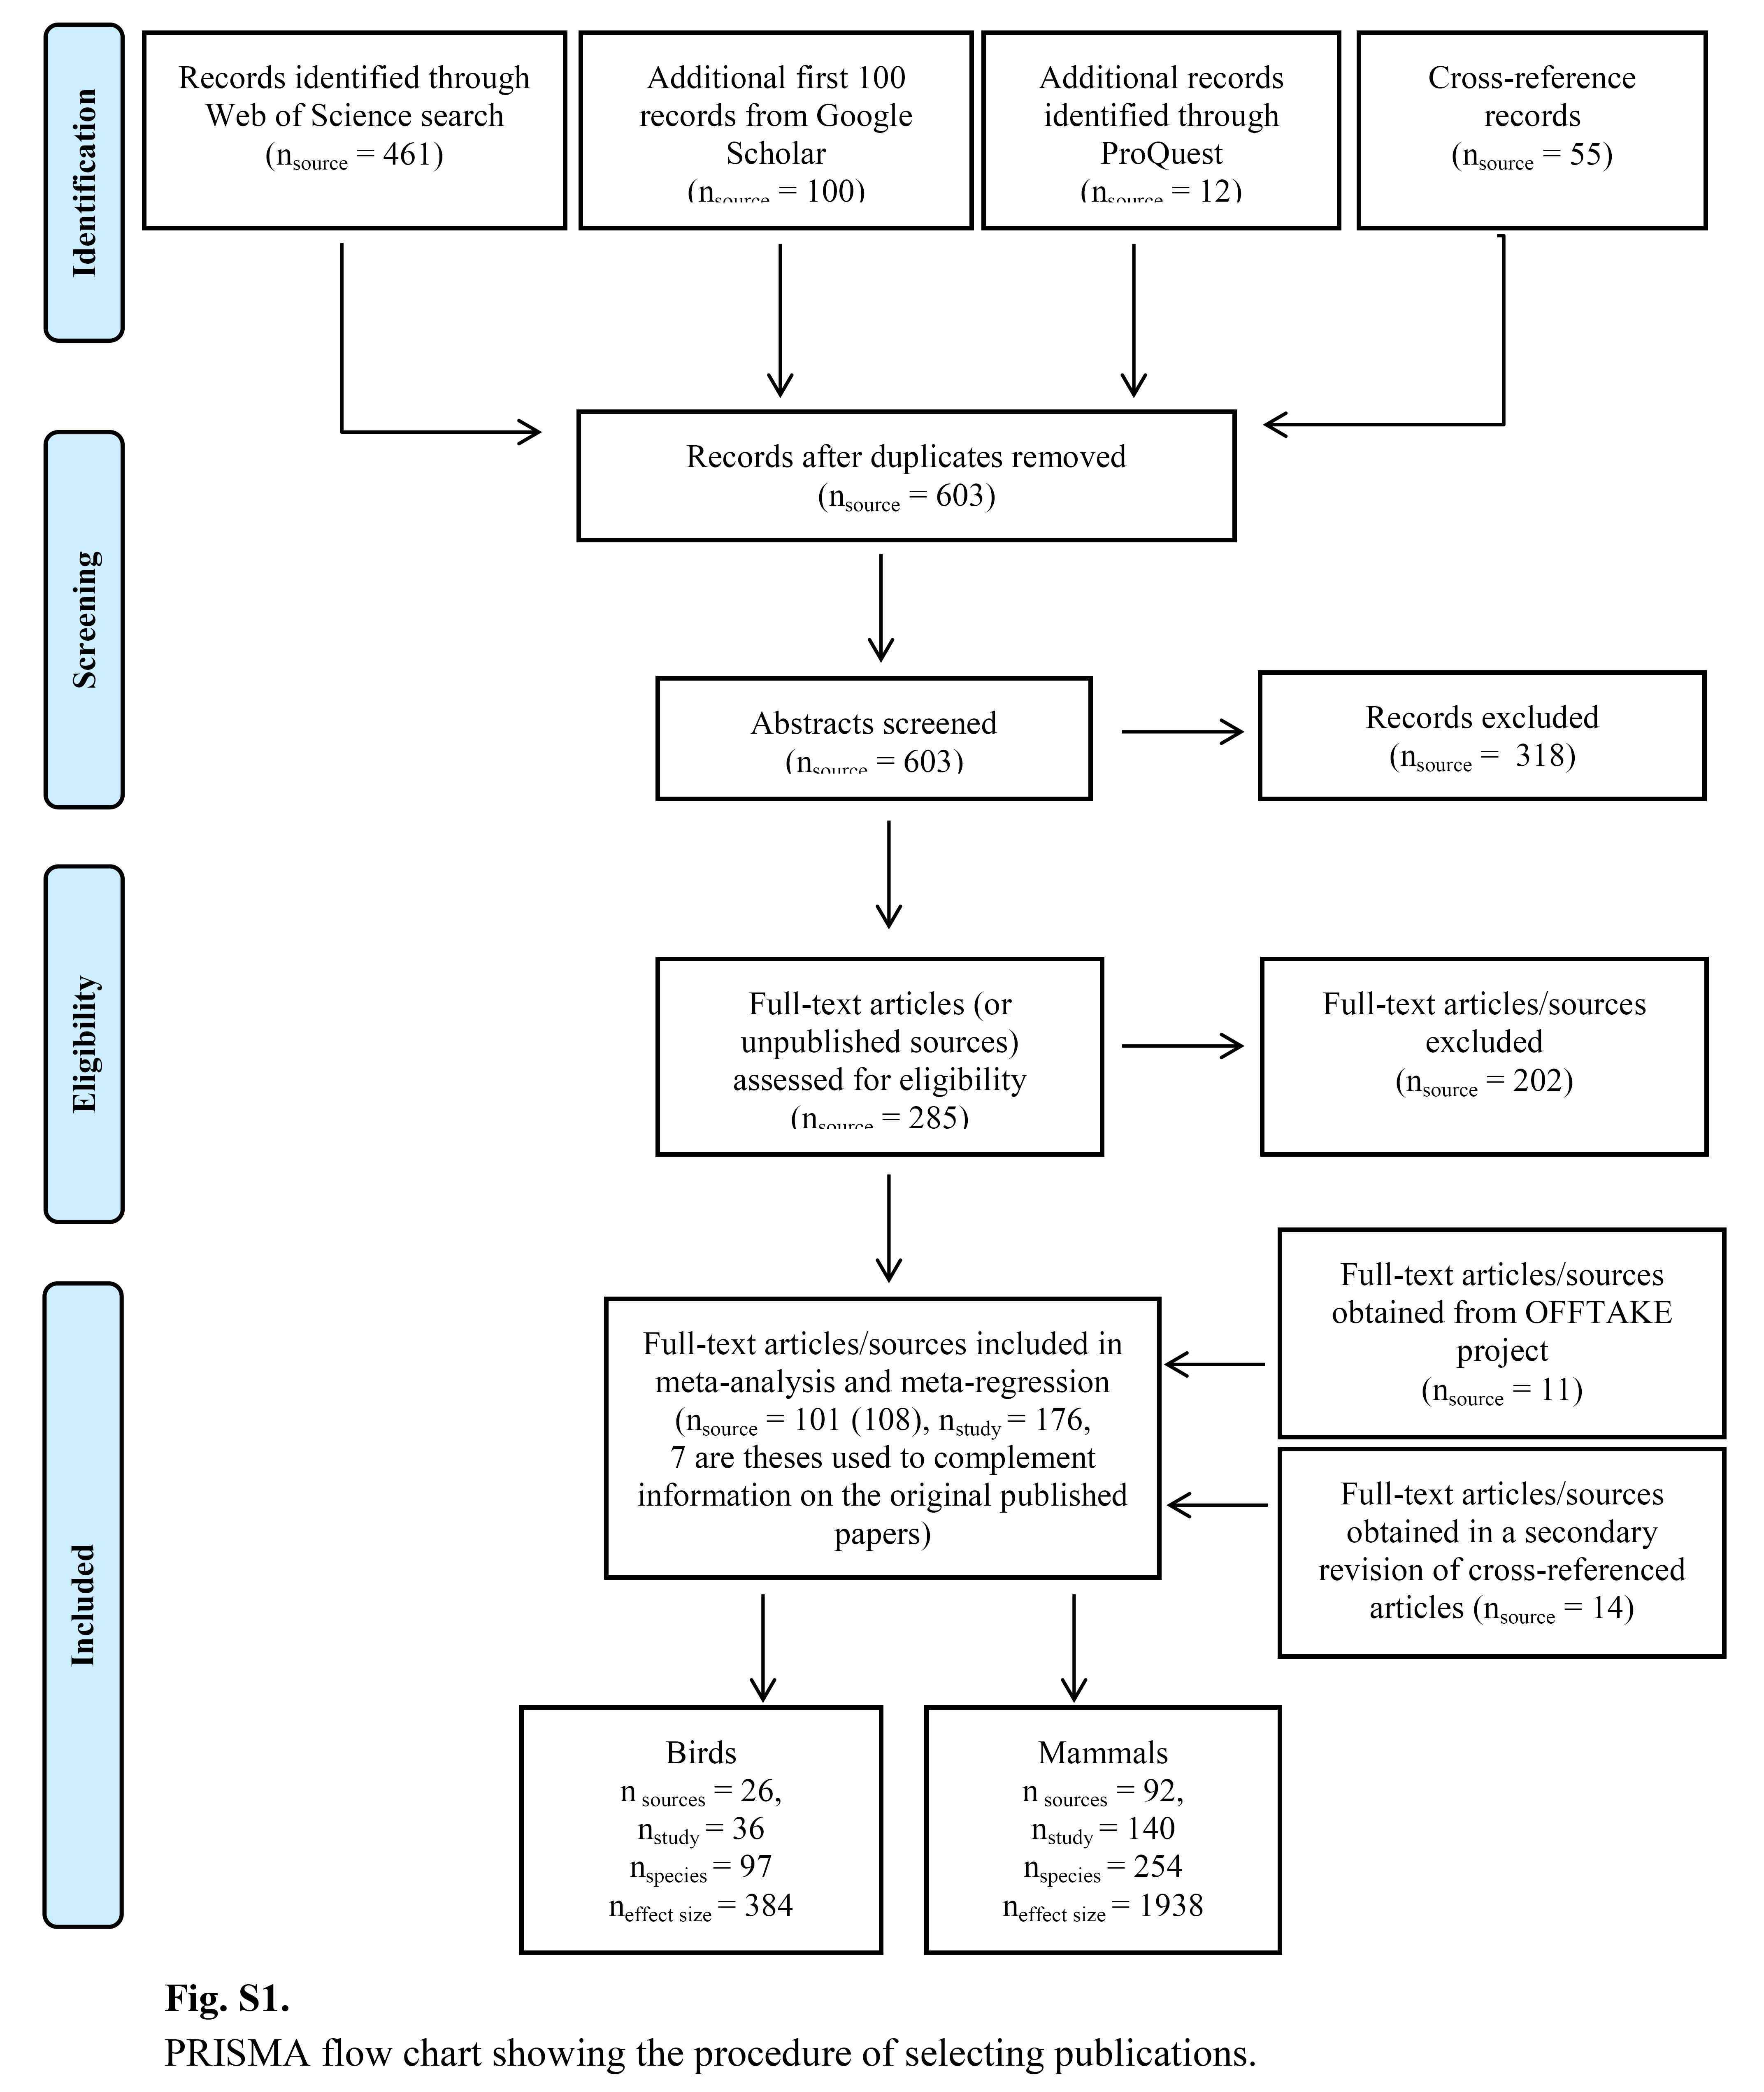 Identification
Records identified through
Web of Science search
(nsource = 461)
Additional first 100
records from Google
Scholar
(nsource = 100)
Additional records
identified through
ProQuest
(nsource = 12)
Cross-reference
records
(nsource = 55)
Screening
Records after duplicates removed
(nsource = 603)
Abstracts screened
(nsource = 603)
Records excluded
(nsource = 318)
Eligibility
Full-text articles (or
unpublished sources)
assessed for eligibility
(nsource = 285)
Full-text articles/sources
excluded
(nsource = 202)
Included
Full-text articles/sources included in
meta-analysis and meta-regression
(nsource = 101 (108), nstudy = 176,
7 are theses used to complement
information on the original published
papers)
Full-text articles/sources
obtained from OFFTAKE
project
(nsource = 11)
Full-text articles/sources
obtained in a secondary
revision of cross-referenced
articles (nsource = 14)
Birds
n sources = 26,
nstudy = 36
nspecies = 97
neffect size = 384
Mammals
n sources = 92,
nstudy = 140
nspecies = 254
neffect size = 1938
Fig. S1.
PRISMA flow chart showing the procedure of selecting publications.